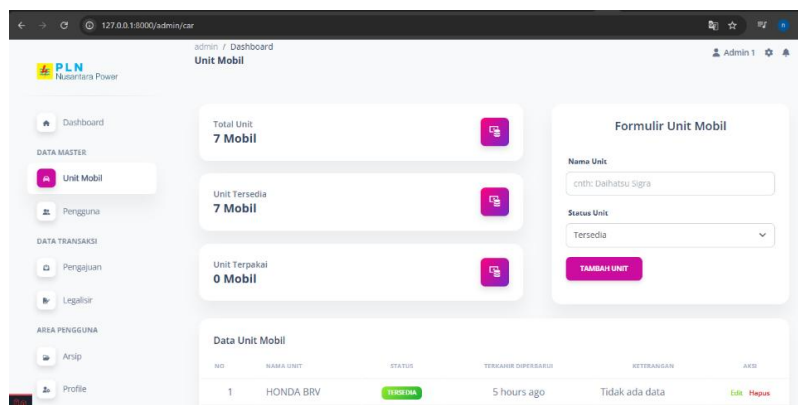 127.0.0.1:8000/admin/car
admin / Dashboard
Unit Mobil
Admin 1
PLN
Nusantara Power
Dashboard
DATA MASTER
Unit Mobil
Pengguna
DATA TRANSAKSI
Pengajuan
Legalisir
AREA PENGGUNA
Arsip
Profile
Total Unit
7 Mobil
Unit Tersedia
7 Mobil
Unit Terpakai
0 Mobil
Formulir Unit Mobil
Nama Unit
cnth: Daihatsu Sigra
Status Unit
Tersedia
TAMBAH UNIT
Data Unit Mobil
NO NAMA UNIT STATUS TERKAHIR DIPERBARUI KETERANGAN AKSI
1 HONDA BRV TERSEDIA 5 hours ago Tidak ada data Edit Hapus